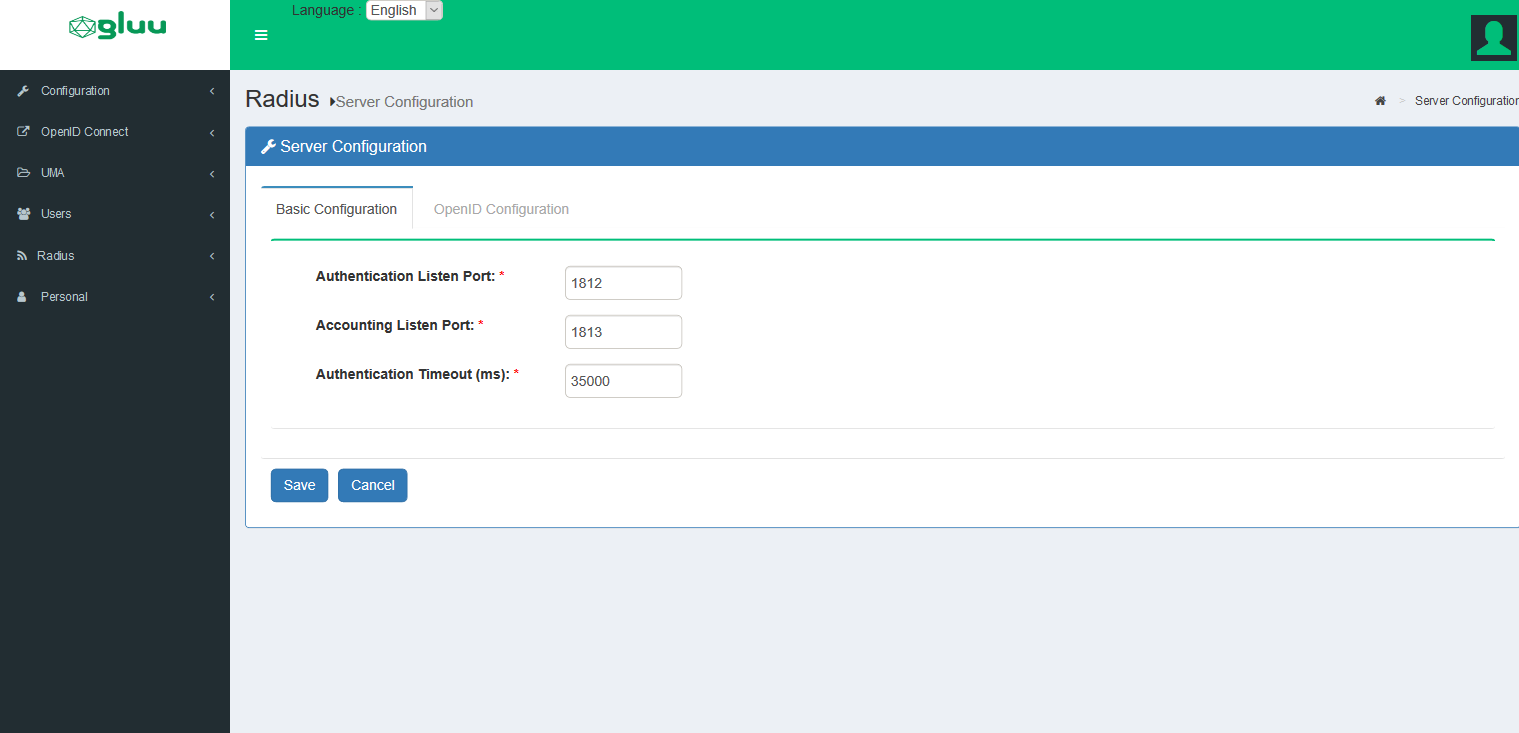 gluu
Language : English
Configuration
OpenID Connect
UMA
Users
Radius
Personal
Radius Server Configuration
> Server Configuration
Server Configuration
Basic Configuration OpenID Configuration
Authentication Listen Port: * 1812
Accounting Listen Port: * 1813
Authentication Timeout (ms): * 35000
Save Cancel